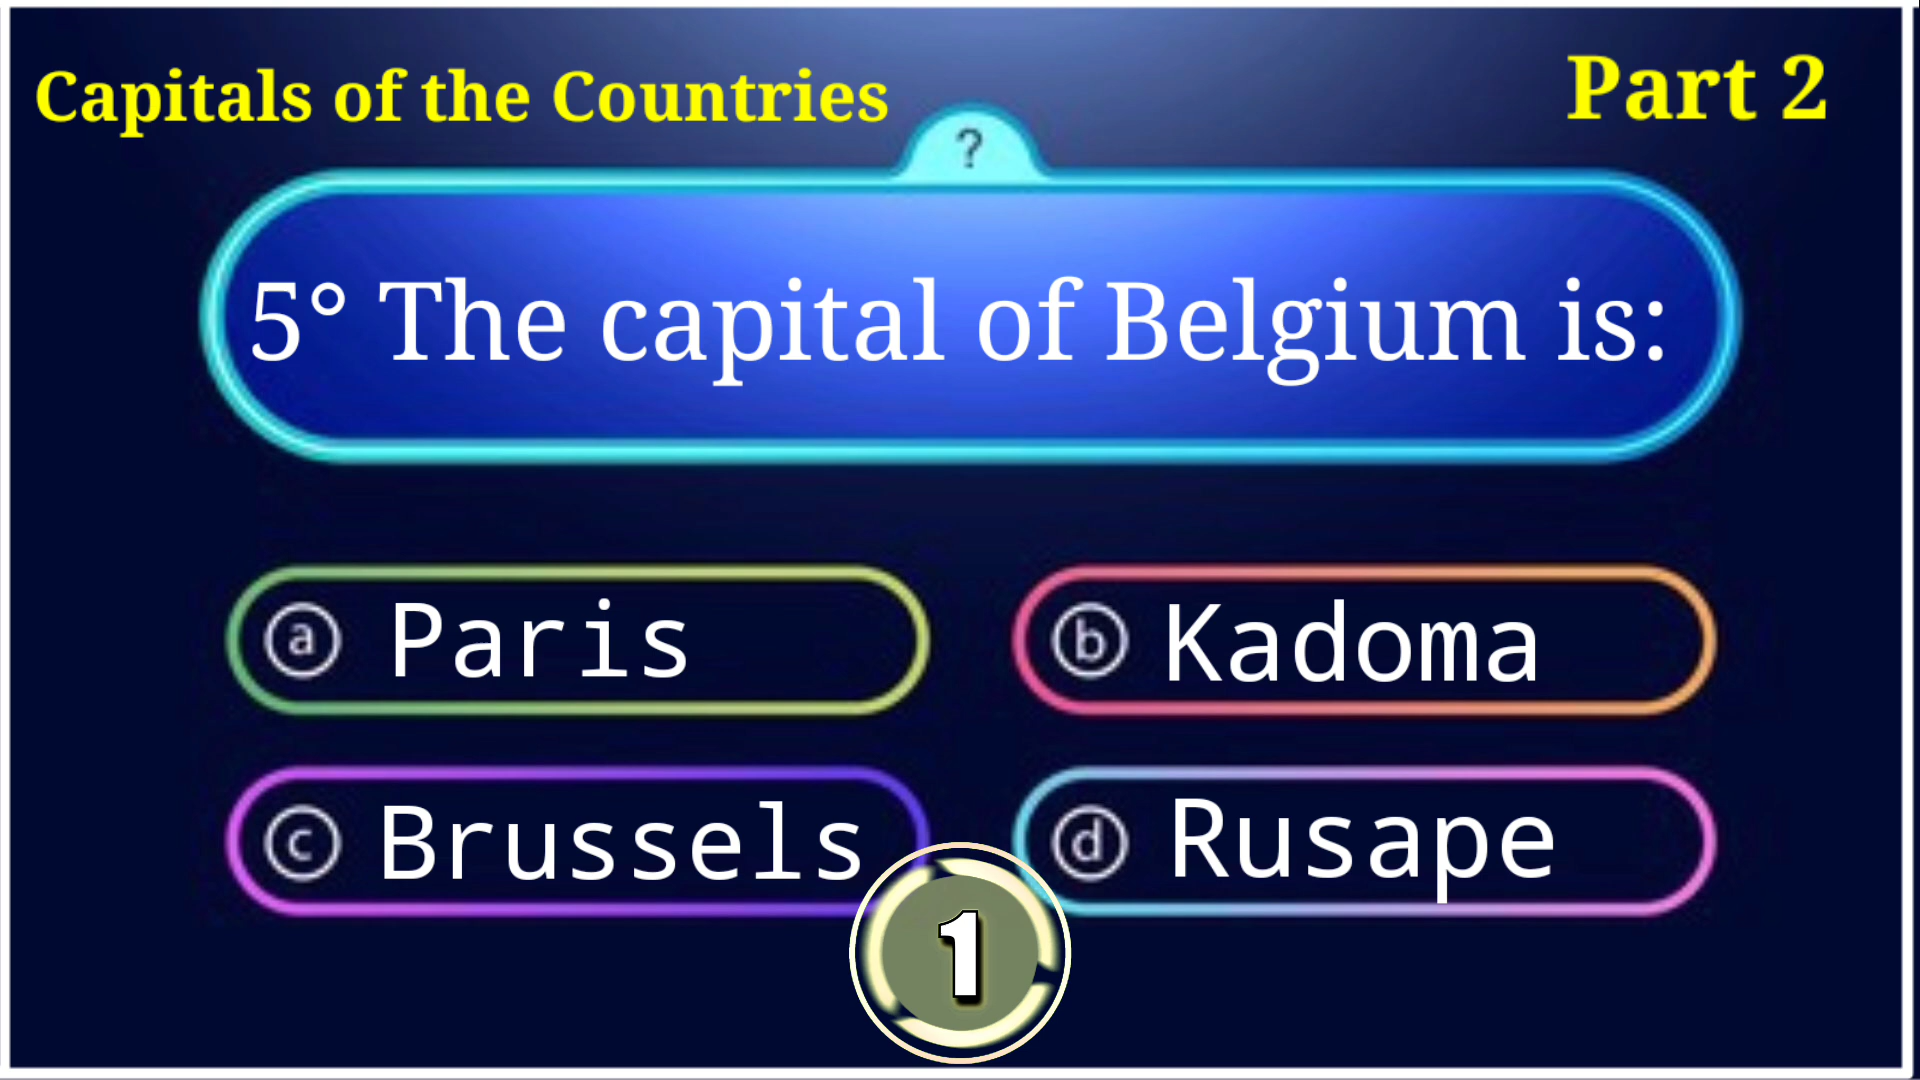 Capitals of the Countries
Part 2
?
5° The capital of Belgium is:
a Paris
b Kadoma
c Brussels
d Rusape
1